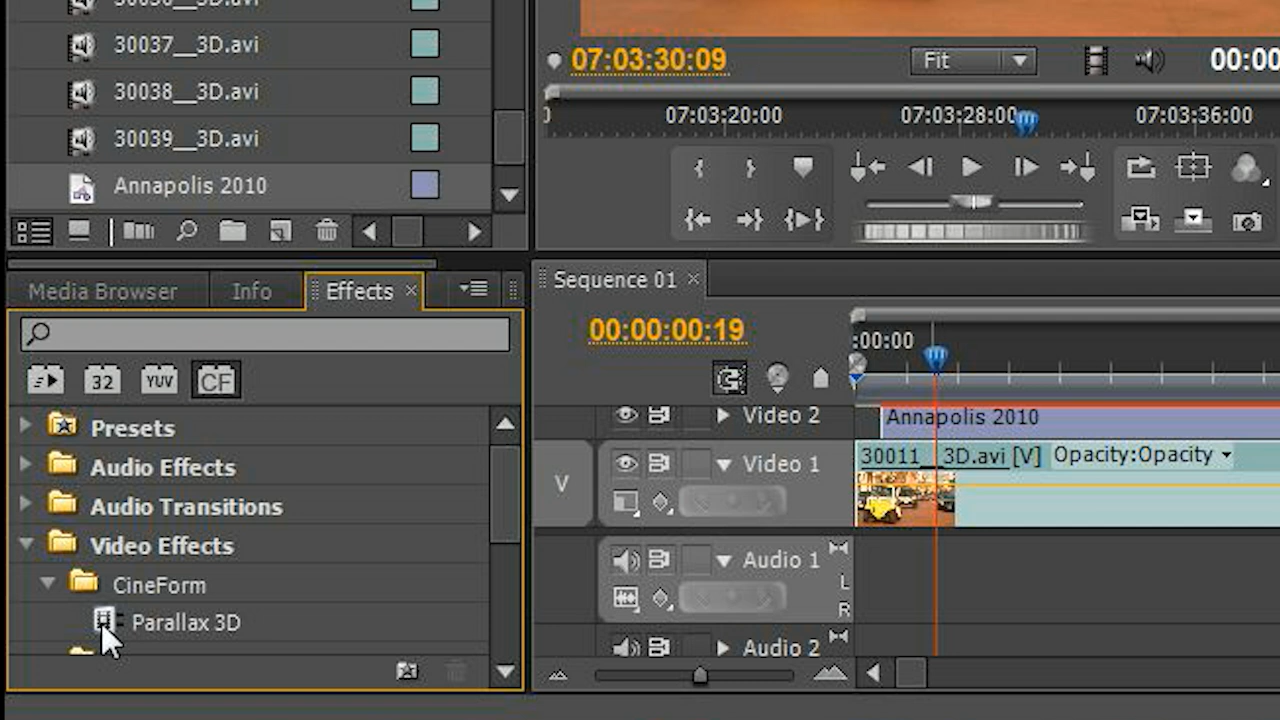 30037__3D.avi
30038__3D.avi
30039__3D.avi
Annapolis 2010
07:03:30:09
Fit
07:03:20:00
07:03:28:00
07:03:36:00
Media Browser
Info
Effects
32
YUV
CF
Presets
Audio Effects
Audio Transitions
Video Effects
CineForm
Parallax 3D
Sequence 01
00:00:00:19
:00:00
Video 2
Annapolis 2010
V
Video 1
30011__3D.avi [V] Opacity:Opacity
Audio 1
L
R
Audio 2